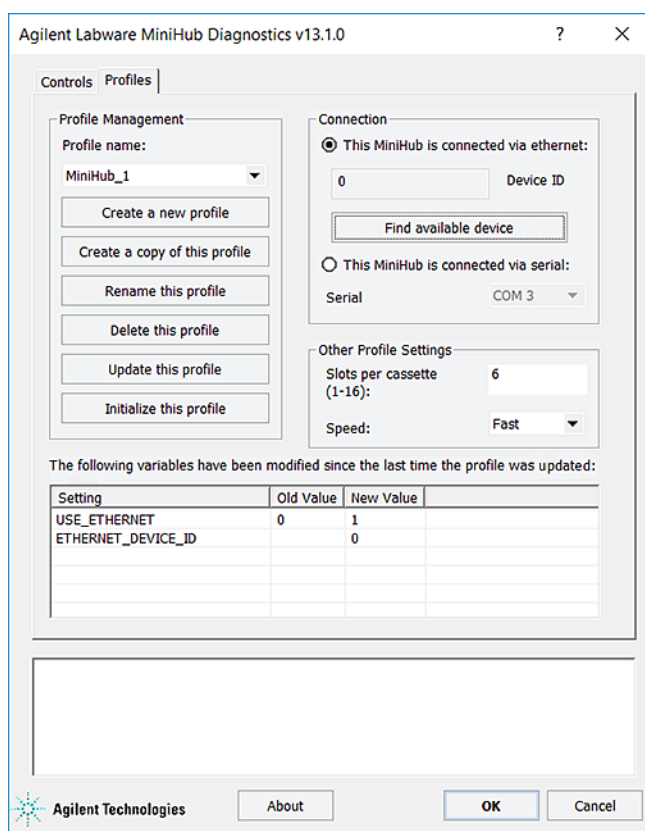 Agilent Labware MiniHub Diagnostics v13.1.0 ? X
Controls Profiles
Profile Management
Profile name:
MiniHub_1
Create a new profile
Create a copy of this profile
Rename this profile
Delete this profile
Update this profile
Initialize this profile
Connection
This MiniHub is connected via ethernet:
0 Device ID
Find available device
This MiniHub is connected via serial:
Serial COM 3
Other Profile Settings
Slots per cassette 6
(1-16):
Speed: Fast
The following variables have been modified since the last time the profile was updated:
Setting Old Value New Value
USE_ETHERNET 0 1
ETHERNET_DEVICE_ID 0
Agilent Technologies About OK Cancel